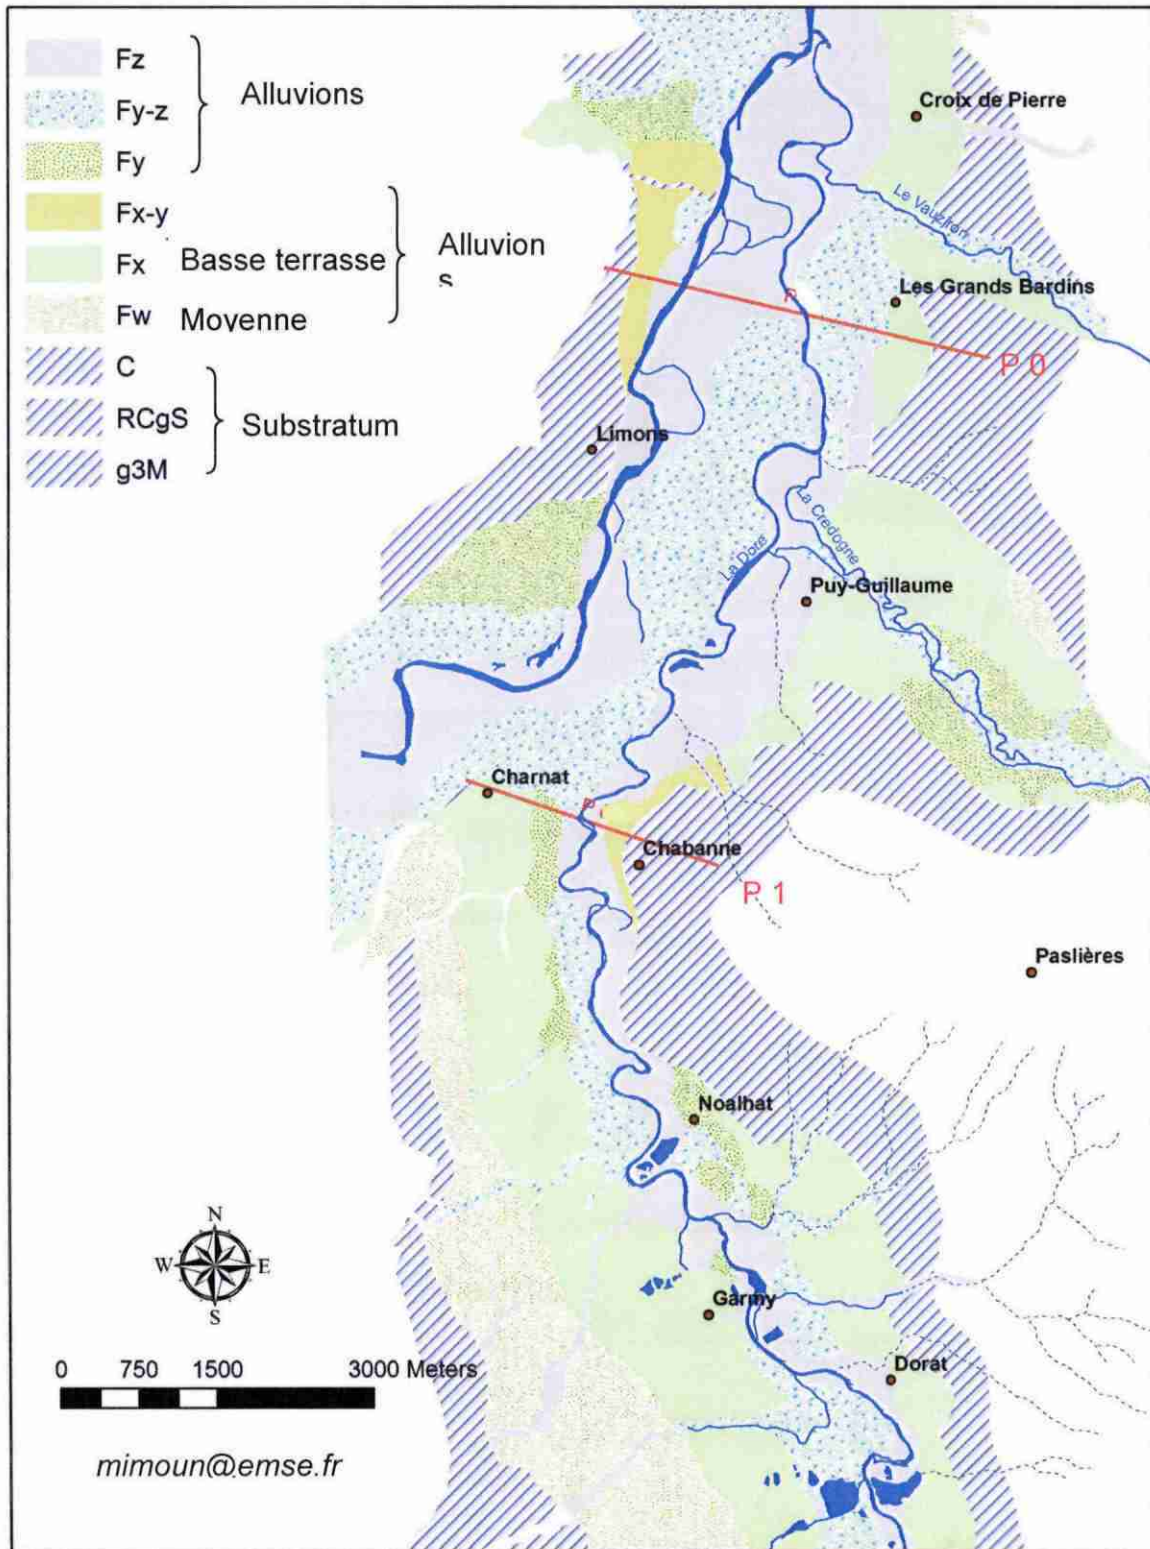 Fz
Fy-z
Alluvions
Fy
Fx-y
Fx
Basse terrasse
Alluvion
s
Fw
Moyenne
C
RCgS
Substratum
g3M
Croix de Pierre
Le Vauziron
Les Grands Bardins
P
P 0
Limons
La Credogne
La Dore
Puy-Guillaume
Charnat
P 1
Chabanne
P 1
Paslières
Noalhat
N
W
E
S
Garmy
0 750 1500 3000 Meters
Dorat
mimoun@emse.fr